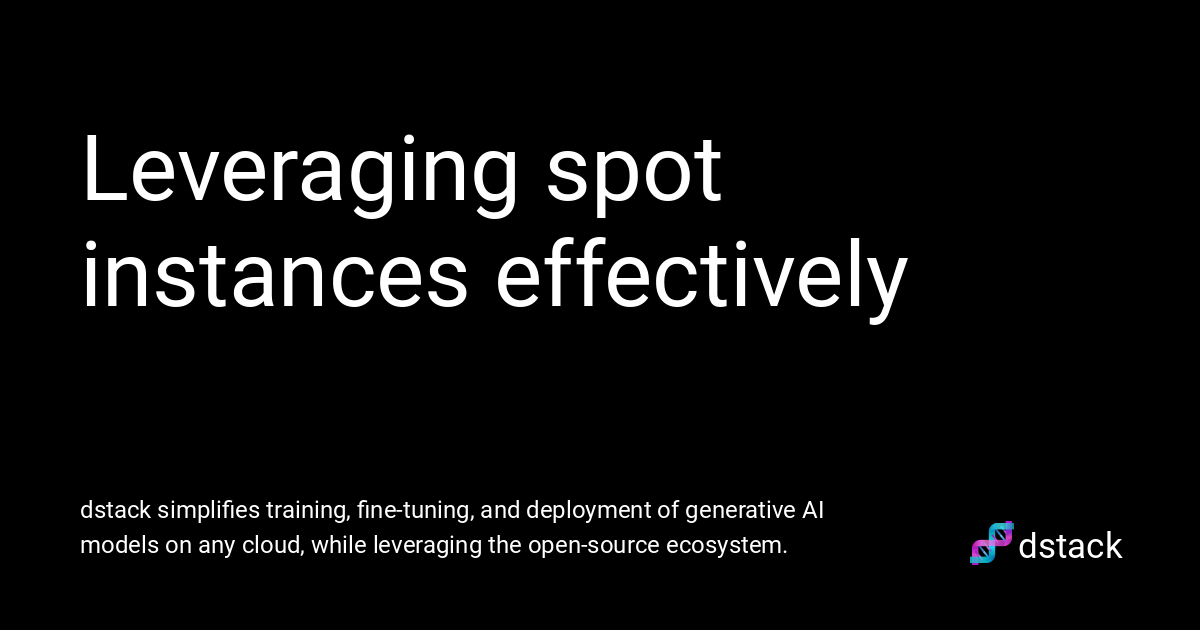 Leveraging spot
instances effectively
dstack simplifies training, fine-tuning, and deployment of generative AI
models on any cloud, while leveraging the open-source ecosystem.
dstack